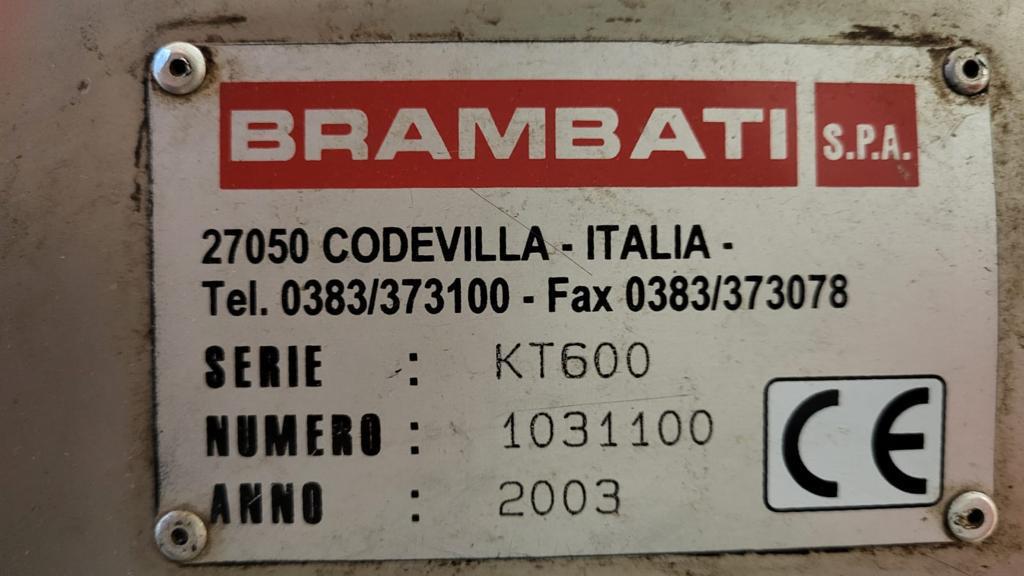 BRAMBATI S.P.A.
27050 CODEVILLA - ITALIA -
Tel. 0383/373100 - Fax 0383/373078
SERIE : KT600
NUMERO : 1031100
ANNO : 2003
CE